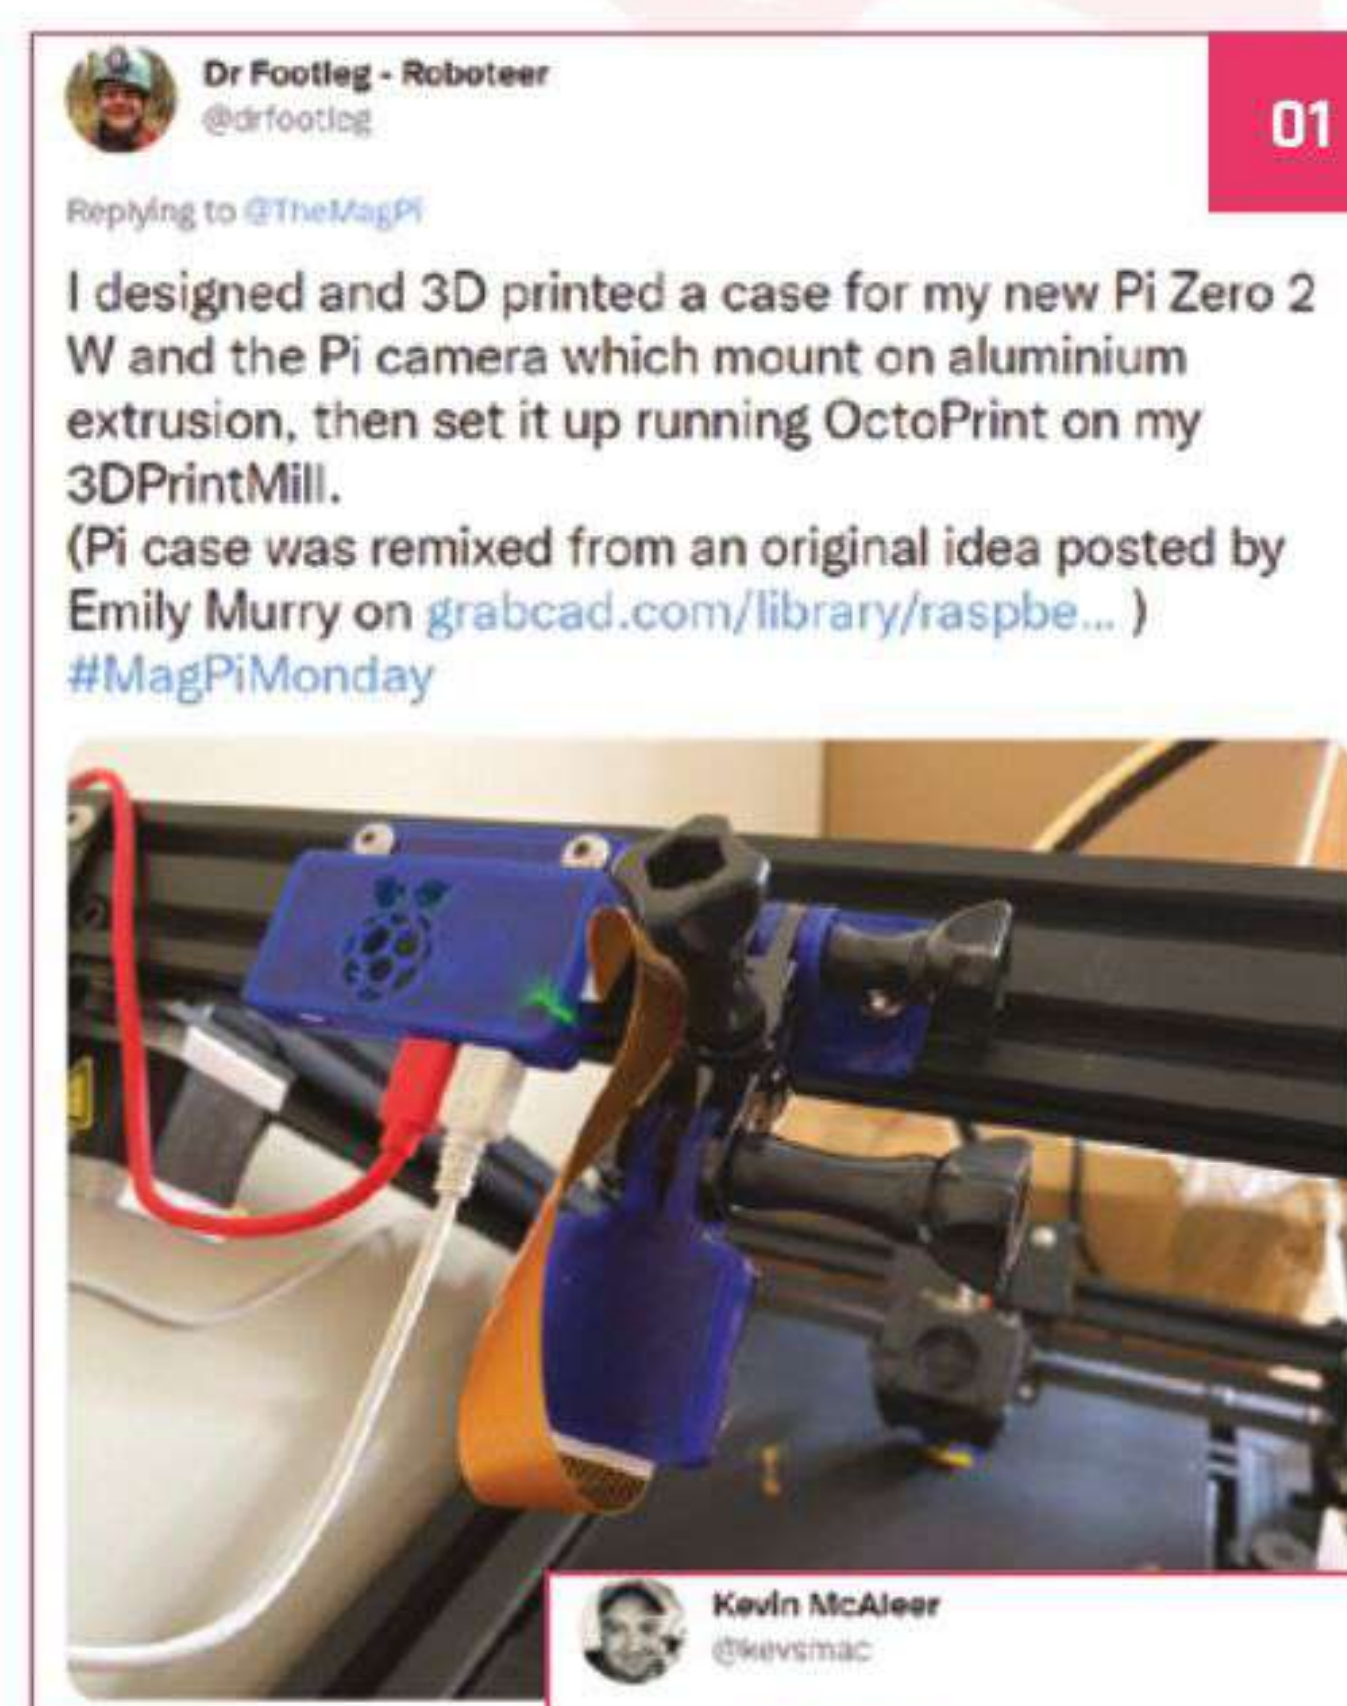 Dr Footleg - Roboteer
@drfootleg
01
Replying to @TheMagPi
I designed and 3D printed a case for my new Pi Zero 2
W and the Pi camera which mount on aluminium
extrusion, then set it up running OctoPrint on my
3DPrintMill.
(Pi case was remixed from an original idea posted by
Emily Murry on grabcad.com/library/raspbe... )
#MagPiMonday
Kevin McAleer
@kevsmac